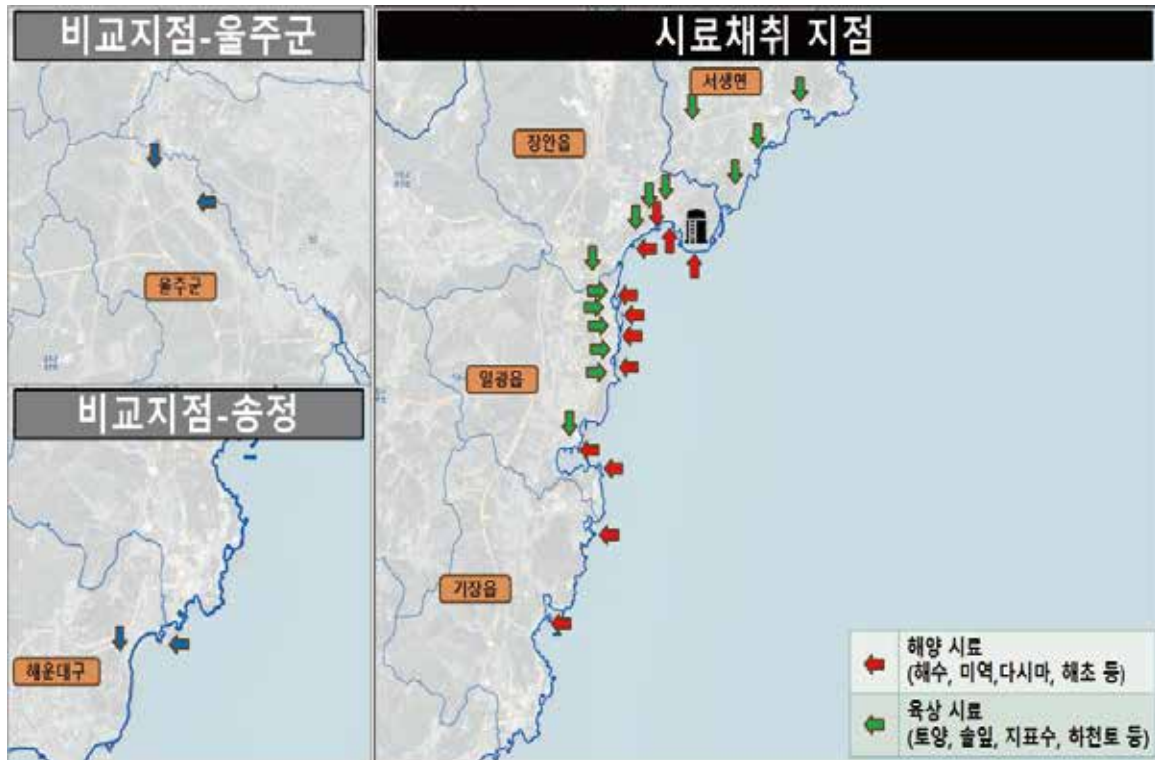 비교지점-울주군
울주군
비교지점-송정
해운대구
시료채취 지점
서생면
장안읍
일광읍
기장읍
해양 시료
(해수, 미역,다시마, 해초 등)
육상 시료
(토양, 솔잎, 지표수, 하천토 등)